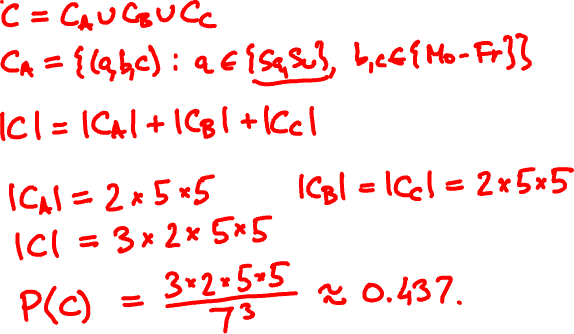 C = C_A ∪ C_B ∪ C_C
C_A = {(a,b,c) : a ∈ {Sa,Su}, b,c ∈ {Mo-Fr}}
|C| = |C_A| + |C_B| + |C_C|
|C_A| = 2 × 5 × 5 |C_B| = |C_C| = 2 × 5 × 5
|C| = 3 × 2 × 5 × 5
P(C) = 3×2×5×5 / 7³ ≈ 0.437.